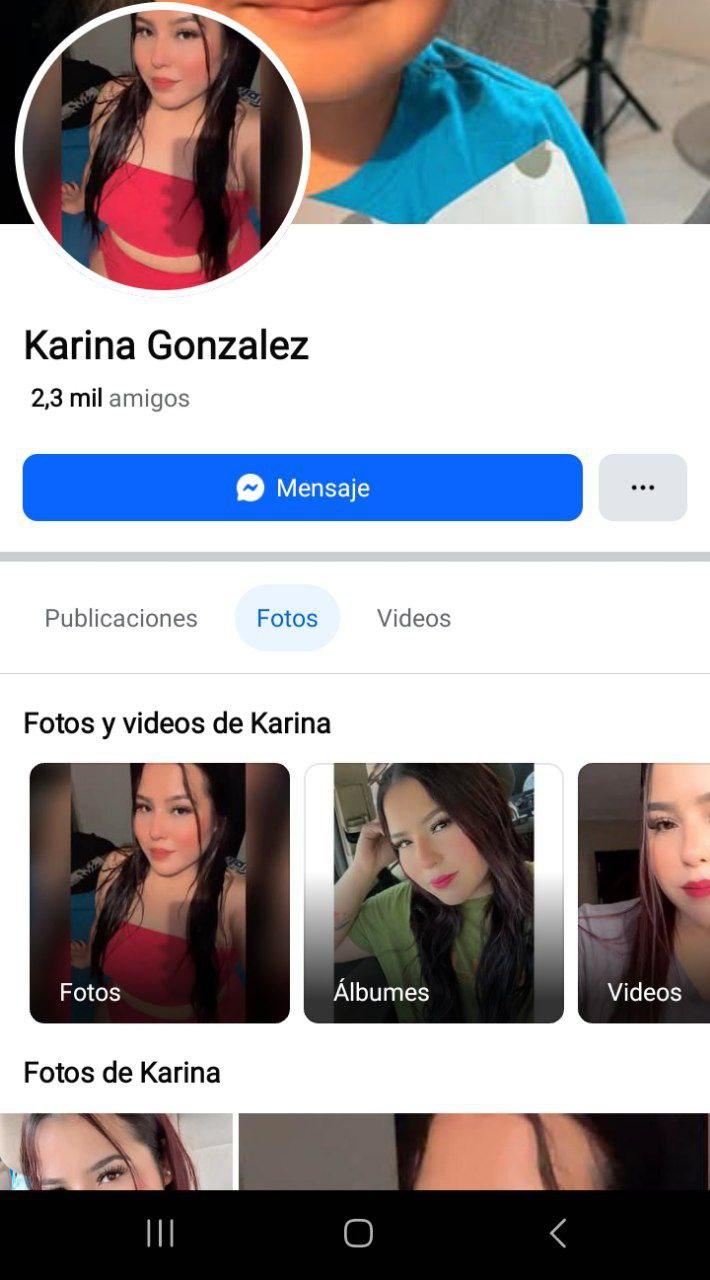 Karina Gonzalez
2,3 mil amigos
Mensaje
Publicaciones
Fotos
Videos
Fotos y videos de Karina
Fotos
Álbumes
Videos
Fotos de Karina